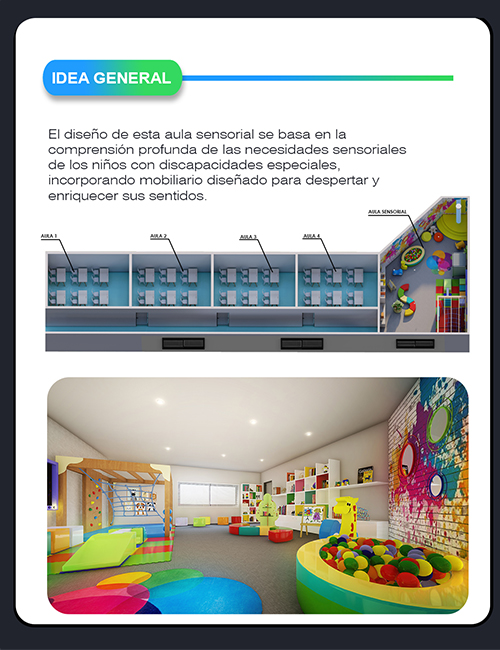 IDEA GENERAL
El diseño de esta aula sensorial se basa en la
comprensión profunda de las necesidades sensoriales
de los niños con discapacidades especiales,
incorporando mobiliario diseñado para despertar y
enriquecer sus sentidos.
AULA SENSORIAL
AULA 1
AULA 2
AULA 3
AULA 4